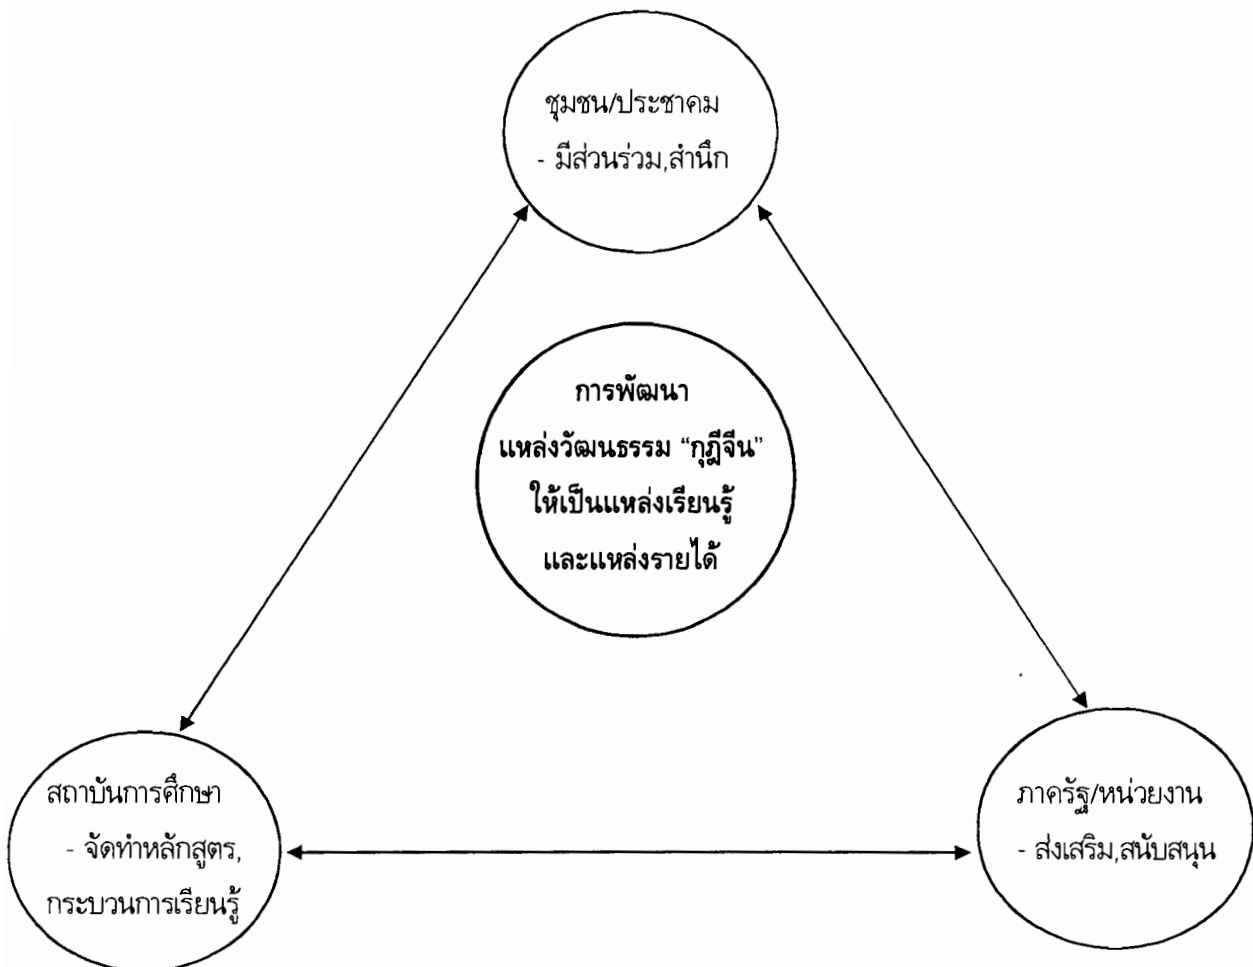 ชุมชน/ประชาคม
- มีส่วนร่วม,สำนึก
การพัฒนา
แหล่งวัฒนธรรม “กุฎีจีน”
ให้เป็นแหล่งเรียนรู้
และแหล่งรายได้
สถาบันการศึกษา
- จัดทำหลักสูตร,
กระบวนการเรียนรู้
ภาครัฐ/หน่วยงาน
- ส่งเสริม,สนับสนุน